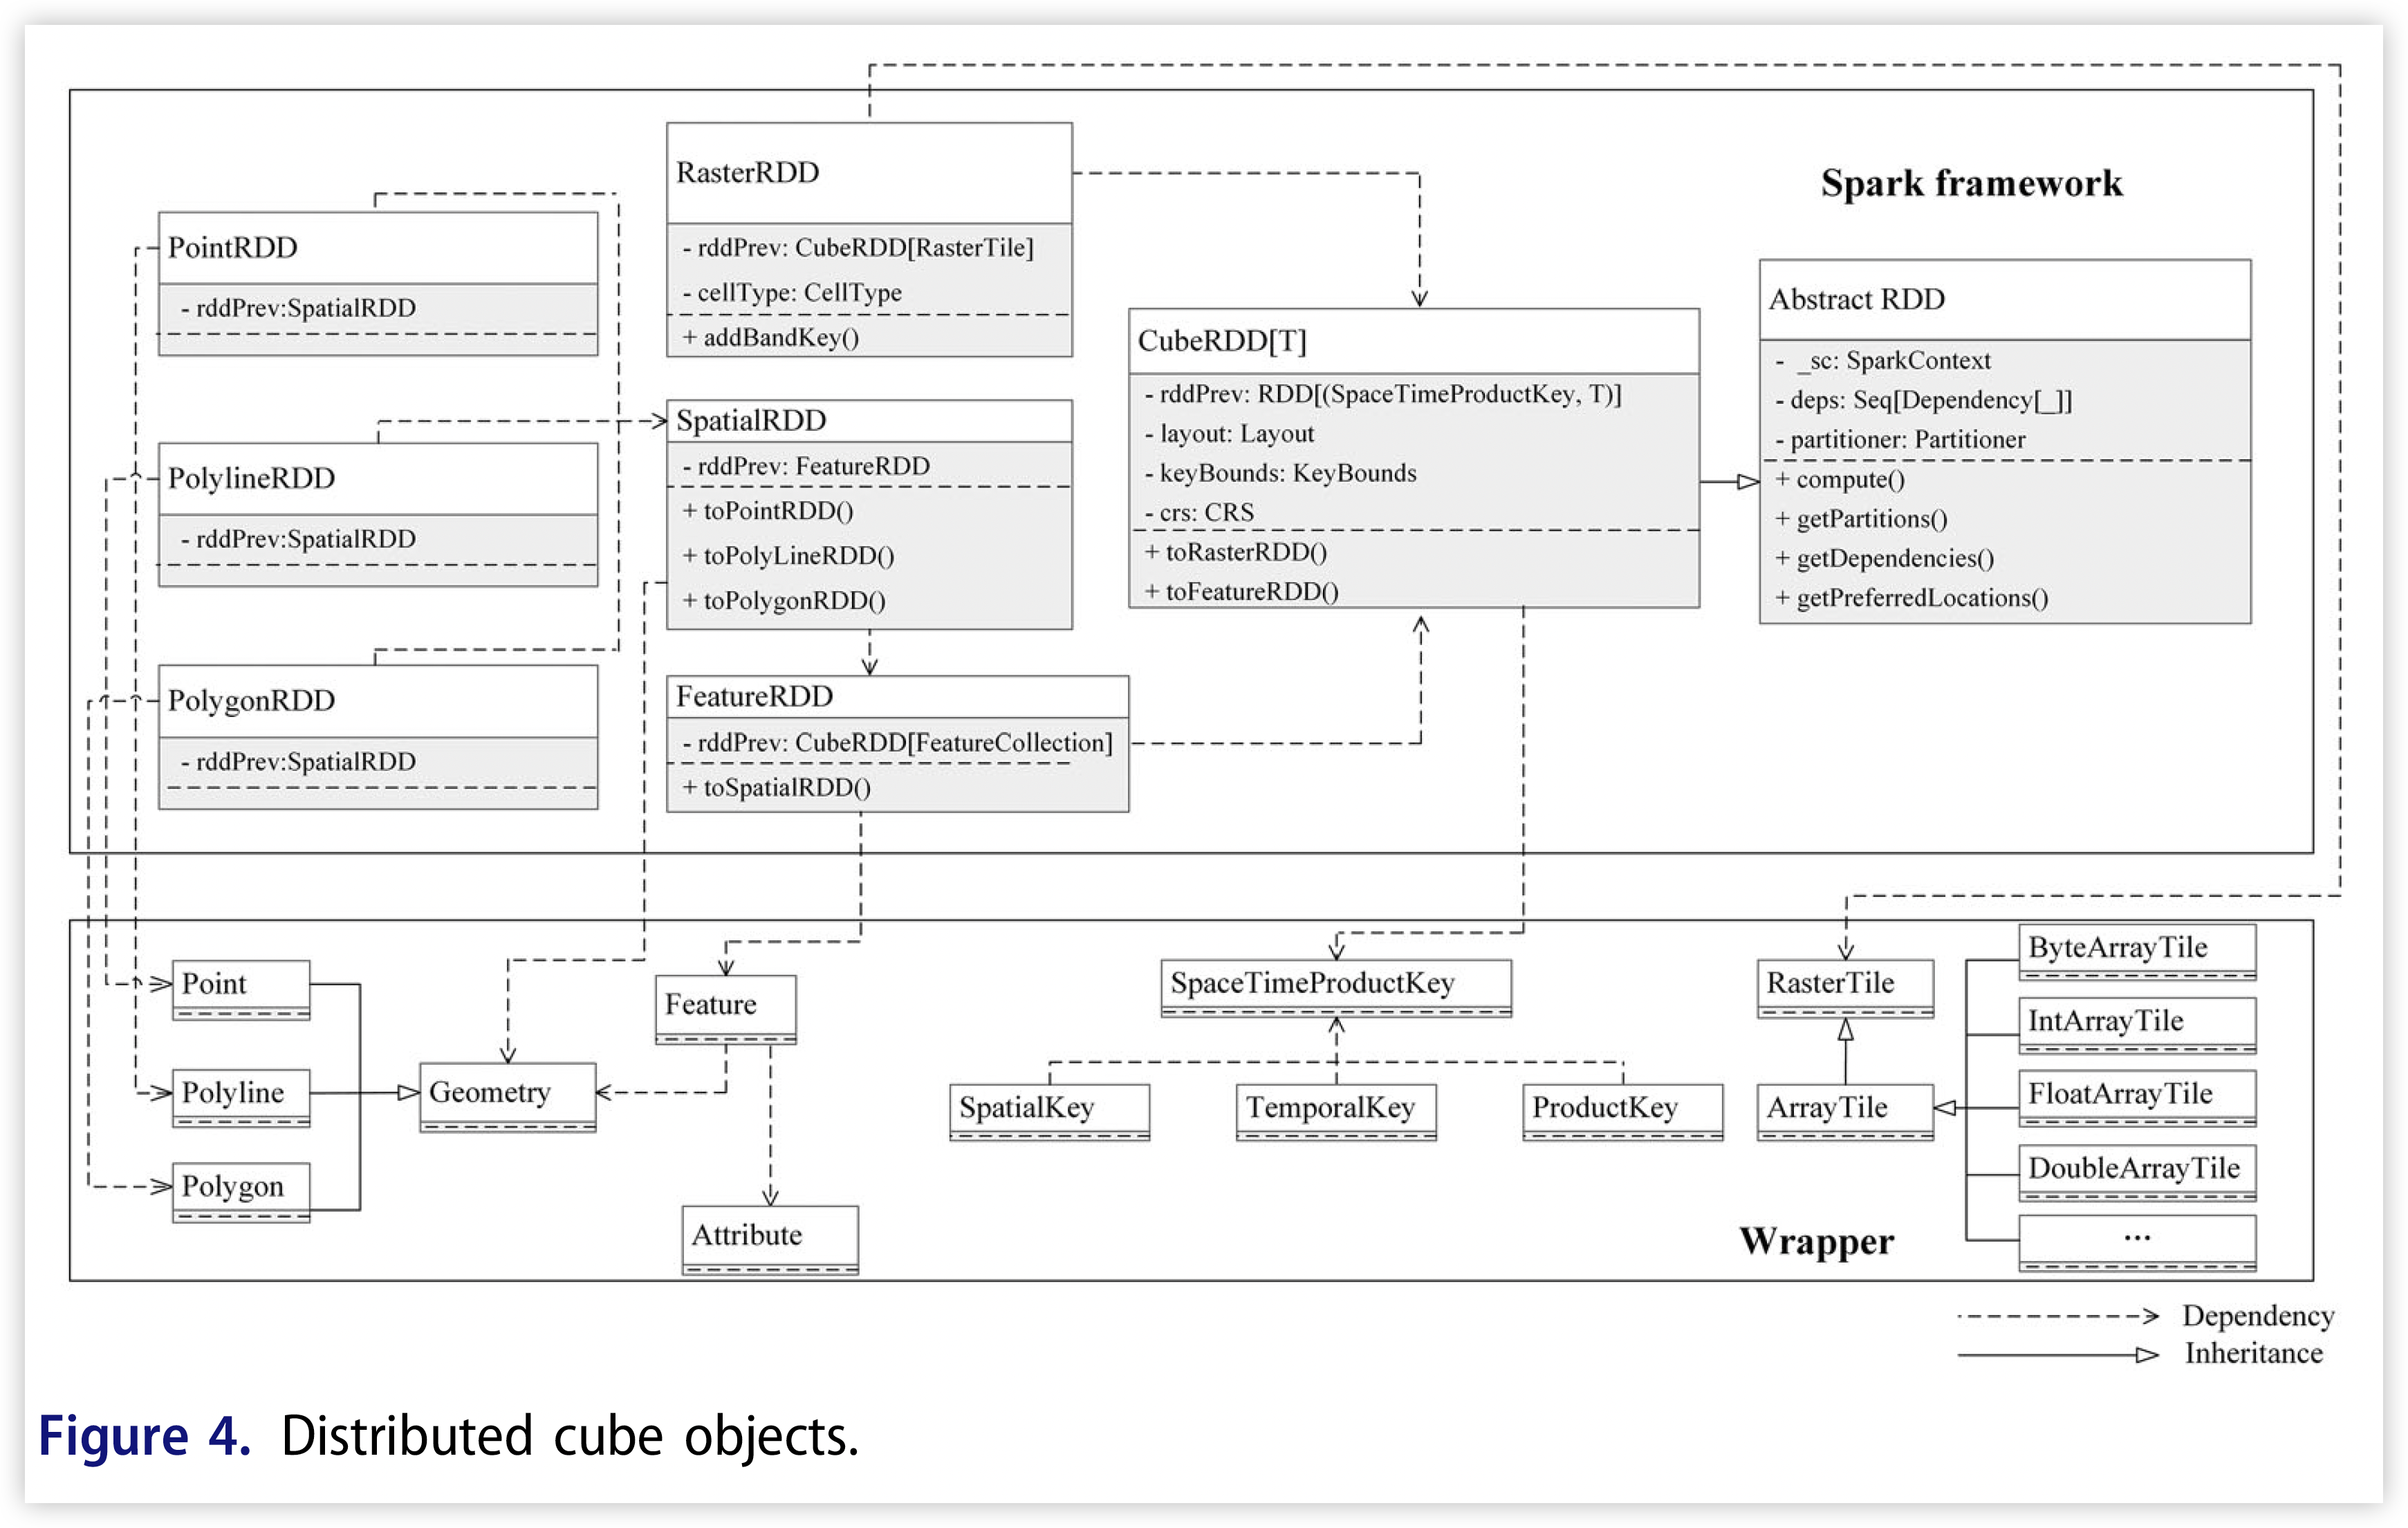 Spark framework
PointRDD
- rddPrev:SpatialRDD
PolylineRDD
- rddPrev:SpatialRDD
PolygonRDD
- rddPrev:SpatialRDD
RasterRDD
- rddPrev: CubeRDD[RasterTile]
- cellType: CellType
+ addBandKey()
SpatialRDD
- rddPrev: FeatureRDD
+ toPointRDD()
+ toPolyLineRDD()
+ toPolygonRDD()
FeatureRDD
- rddPrev: CubeRDD[FeatureCollection]
+ toSpatialRDD()
CubeRDD[T]
- rddPrev: RDD[(SpaceTimeProductKey, T)]
- layout: Layout
- keyBounds: KeyBounds
- crs: CRS
+ toRasterRDD()
+ toFeatureRDD()
Abstract RDD
- _sc: SparkContext
- deps: Seq[Dependency[_]]
- partitioner: Partitioner
+ compute()
+ getPartitions()
+ getDependencies()
+ getPreferredLocations()
Point
Polyline
Polygon
Geometry
Feature
Attribute
SpaceTimeProductKey
SpatialKey
TemporalKey
ProductKey
RasterTile
ArrayTile
ByteArrayTile
IntArrayTile
FloatArrayTile
DoubleArrayTile
...
Wrapper
Dependency
Inheritance
Figure 4. Distributed cube objects.